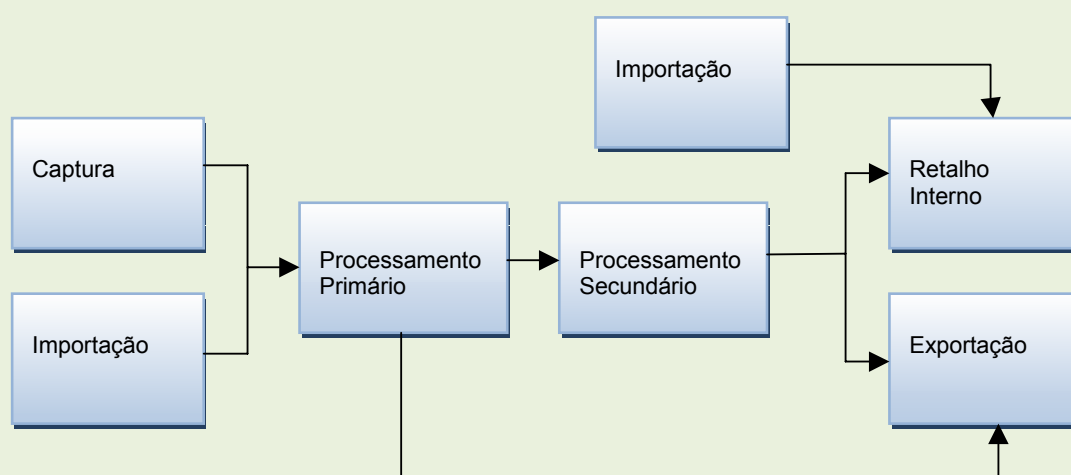 Importação
Captura
Retalho
Interno
Processamento
Primário
Processamento
Secundário
Importação
Exportação